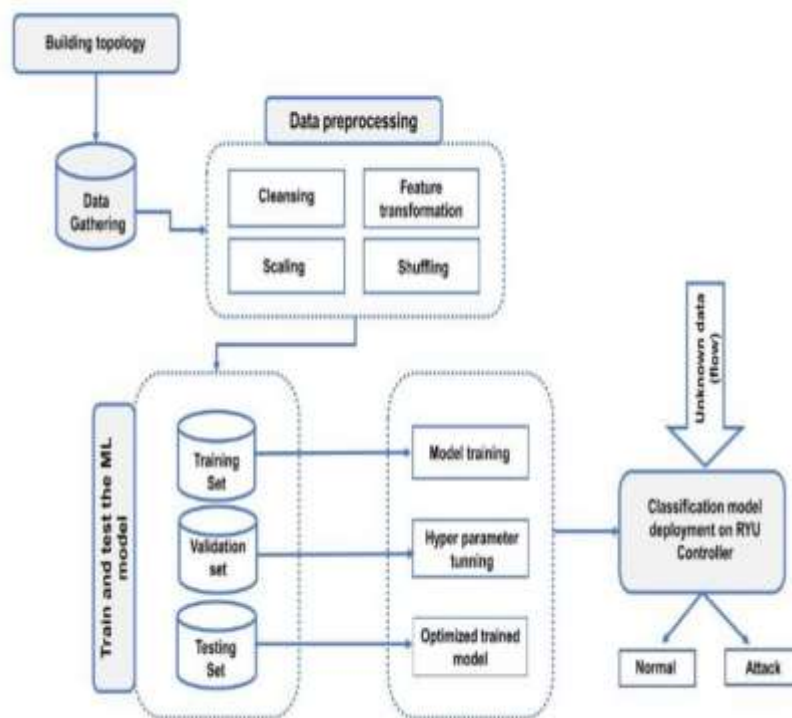 Building topology
Data preprocessing
Data
Gathering
Cleansing
Feature
transformation
Scaling
Shuffling
Unknown data
(flow)
Train and test the ML
model
Training
Set
Model training
Classification model
deployment on RYU
Controller
Validation
set
Hyper parameter
tunning
Testing
Set
Optimized trained
model
Normal
Attack